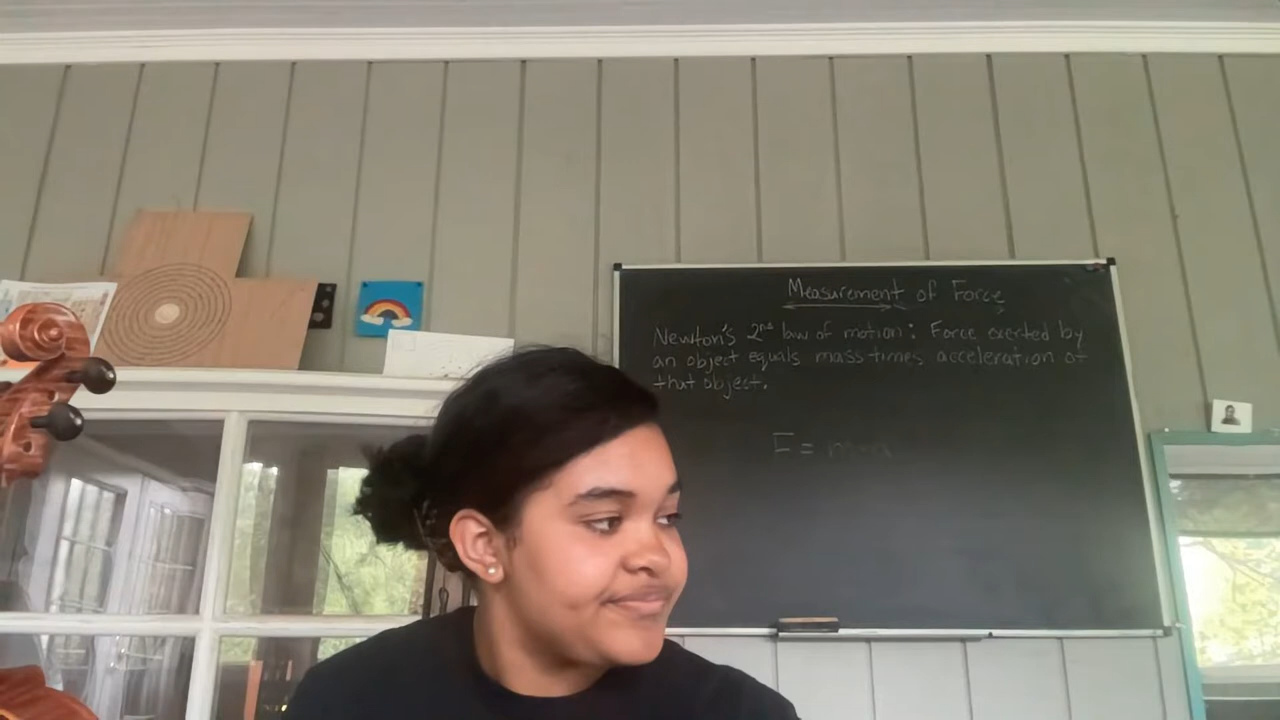 Measurement of Force
Newton's 2nd law of motion: Force exerted by
an object equals mass times acceleration of
that object.
F = m·a